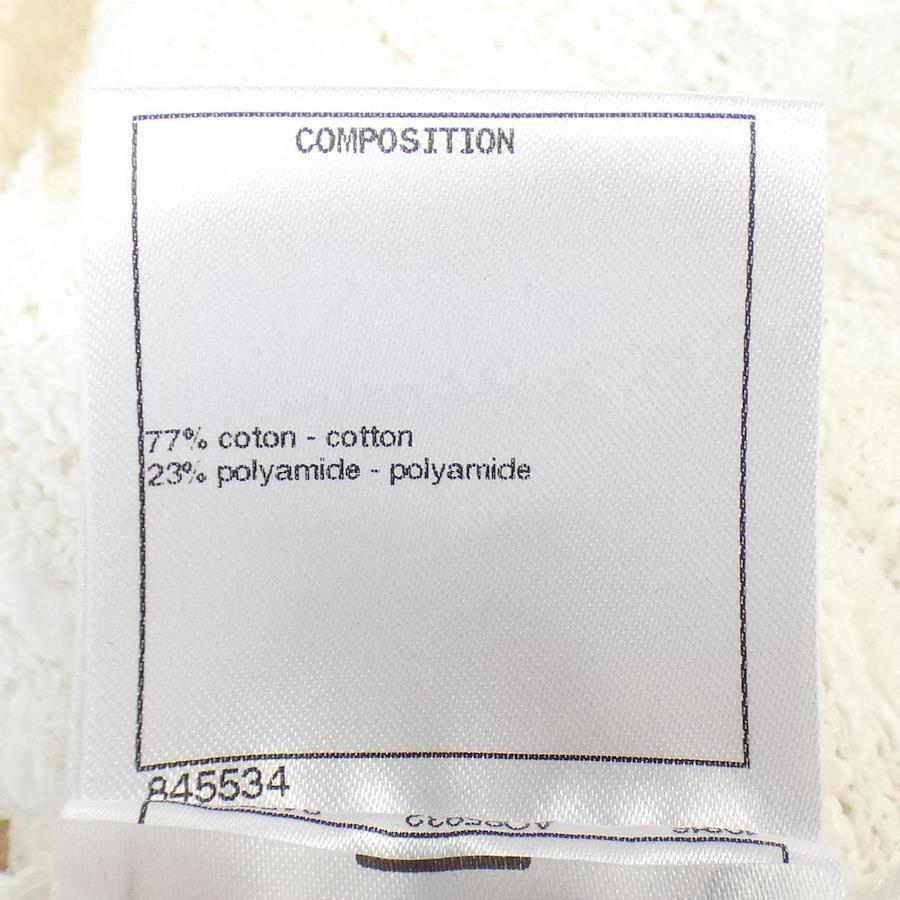 COMPOSITION
77% coton - cotton
23% polyamide - polyamide
845534